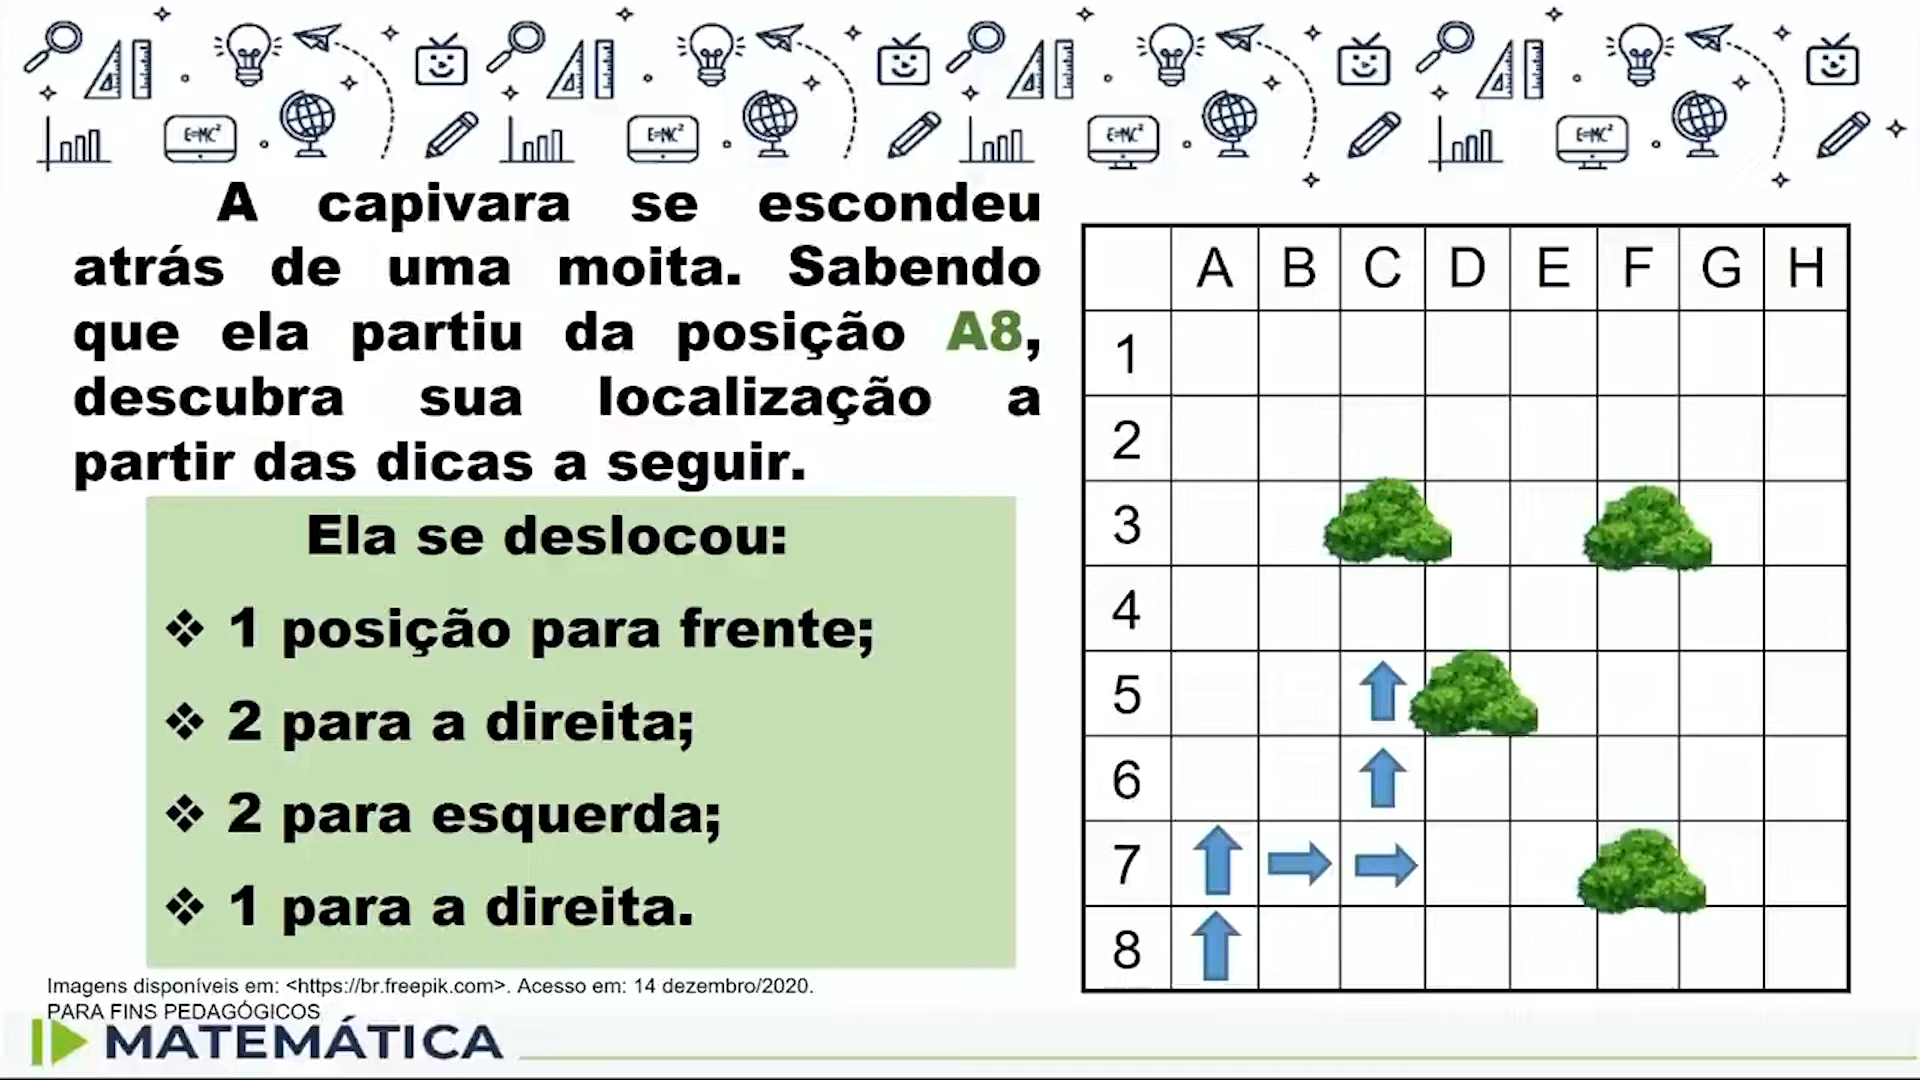 E=MC² E=MC² E=MC² E=MC²
A capivara se escondeu
atrás de uma moita. Sabendo
que ela partiu da posição A8,
descubra sua localização a
partir das dicas a seguir.
Ela se deslocou:
❖ 1 posição para frente;
❖ 2 para a direita;
❖ 2 para esquerda;
❖ 1 para a direita.
A B C D E F G H
1
2
3
4
5
6
7
8
Imagens disponíveis em: <https://br.freepik.com>. Acesso em: 14 dezembro/2020.
PARA FINS PEDAGÓGICOS
MATEMÁTICA